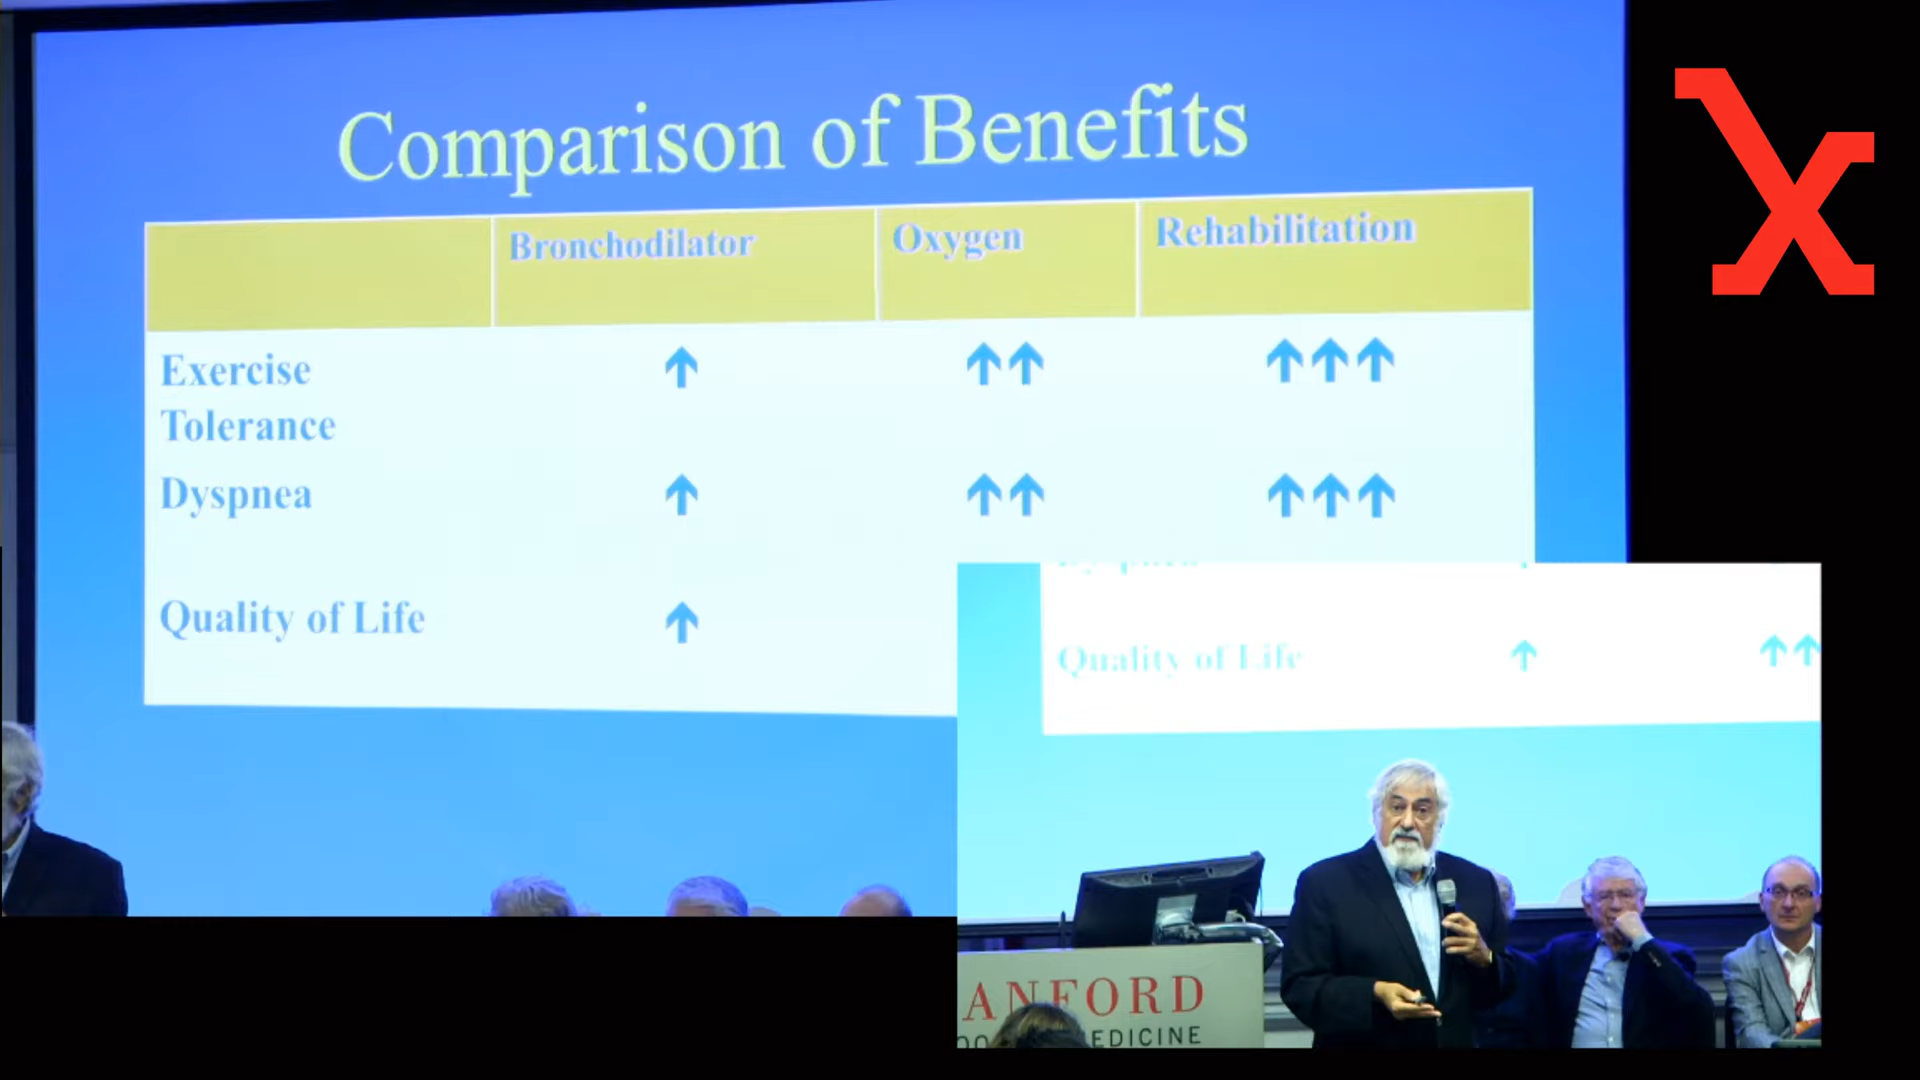 Comparison of Benefits
Bronchodilator Oxygen Rehabilitation
Exercise ↑ ↑↑ ↑↑↑
Tolerance
Dyspnea ↑ ↑↑ ↑↑↑
Quality of Life ↑
Quality of Life ↑ ↑↑
ANFORD
EDICINE